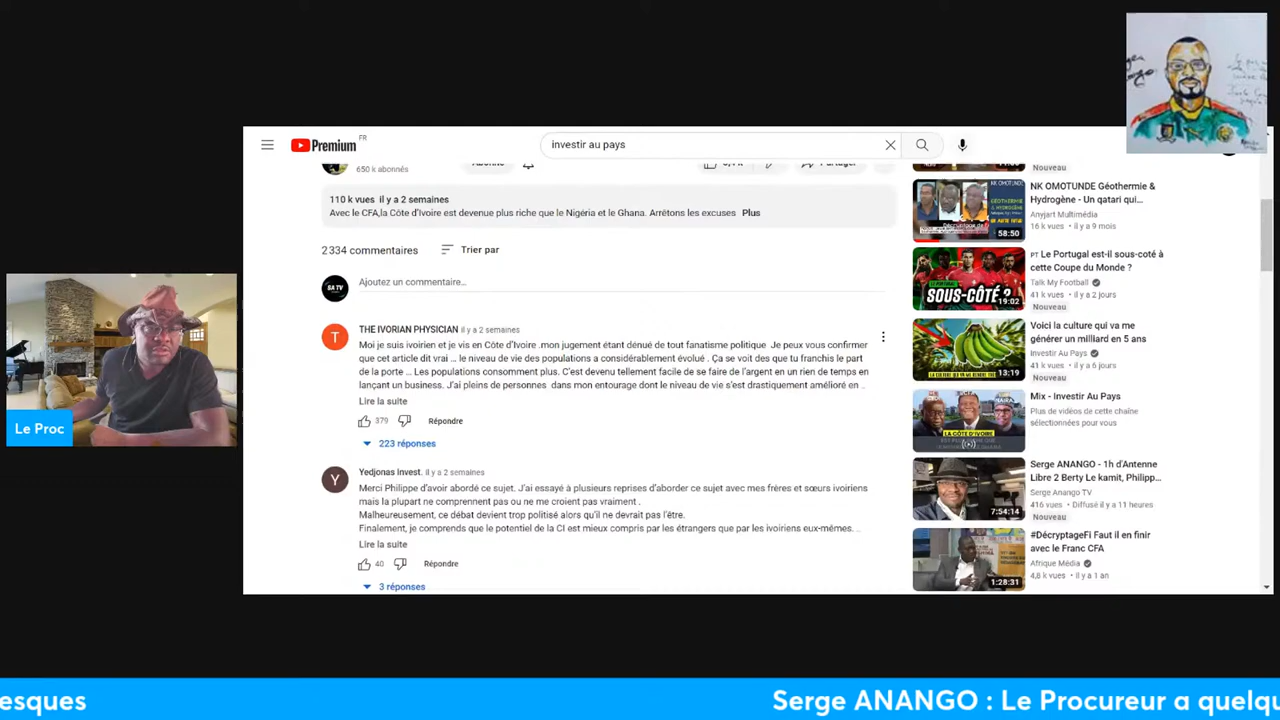 Premium FR
investir au pays
650 k abonnés
Abonné
Partager
110 k vues il y a 2 semaines
Avec le CFA,la Côte d'Ivoire est devenue plus riche que le Nigéria et le Ghana. Arrêtons les excuses Plus
2 334 commentaires
Trier par
SA TV
Ajoutez un commentaire…
T
THE IVORIAN PHYSICIAN il y a 2 semaines
Moi je suis ivoirien et je vis en Côte d'Ivoire .mon jugement étant dénué de tout fanatisme politique Je peux vous confirmer
que cet article dit vrai … le niveau de vie des populations a considérablement évolué . Ça se voit des que tu franchis le part
de la porte … Les populations consomment plus. C'est devenu tellement facile de se faire de l'argent en un rien de temps en
lançant un business. J'ai pleins de personnes dans mon entourage dont le niveau de vie s'est drastiquement amélioré en …
Lire la suite
379
Répondre
223 réponses
Y
Yedjonas Invest. il y a 2 semaines
Merci Philippe d'avoir abordé ce sujet. J'ai essayé à plusieurs reprises d'aborder ce sujet avec mes frères et sœurs ivoiriens
mais la plupart ne comprennent pas ou ne me croient pas vraiment .
Malheureusement, ce débat devient trop politisé alors qu'il ne devrait pas l'être.
Finalement, je comprends que le potentiel de la CI est mieux compris par les étrangers que par les ivoiriens eux-mêmes. …
Lire la suite
40
Répondre
3 réponses
Nouveau
NK OMOTUNDE
GÉOTHERMIE
&
HYDROGÈNE
58:50
NK OMOTUNDE Géothermie &
Hydrogène - Un qatari qui...
Anyjart Multimédia
16 k vues • il y a 9 mois
LE PORTUGAL
SOUS-CÔTÉ ?
19:02
PT Le Portugal est-il sous-coté à
cette Coupe du Monde ?
Talk My Football
41 k vues • il y a 2 jours
Nouveau
13:19
Voici la culture qui va me
générer un milliard en 5 ans
Investir Au Pays
41 k vues • il y a 6 jours
Nouveau
LA CÔTE D'IVOIRE
Mix - Investir Au Pays
Plus de vidéos de cette chaîne
sélectionnées pour vous
7:54:14
Serge ANANGO - 1h d'Antenne
Libre 2 Berty Le kamit, Philipp...
Serge Anango TV
416 vues • Diffusé il y a 11 heures
Nouveau
1:28:31
#DécryptageFi Faut il en finir
avec le Franc CFA
Afrique Média
4,8 k vues • il y a 1 an
Le Proc
esques
Serge ANANGO : Le Procureur a quelqu